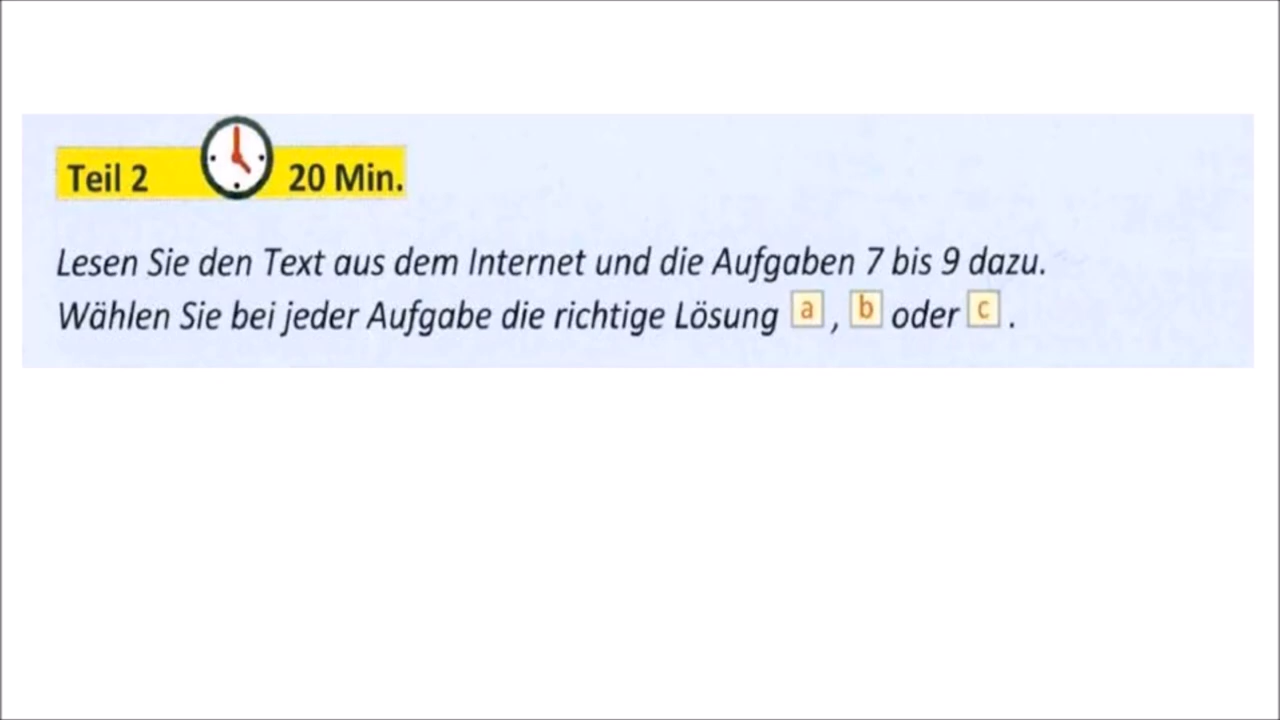 Teil 2 20 Min.
Lesen Sie den Text aus dem Internet und die Aufgaben 7 bis 9 dazu.
Wählen Sie bei jeder Aufgabe die richtige Lösung a , b oder c .